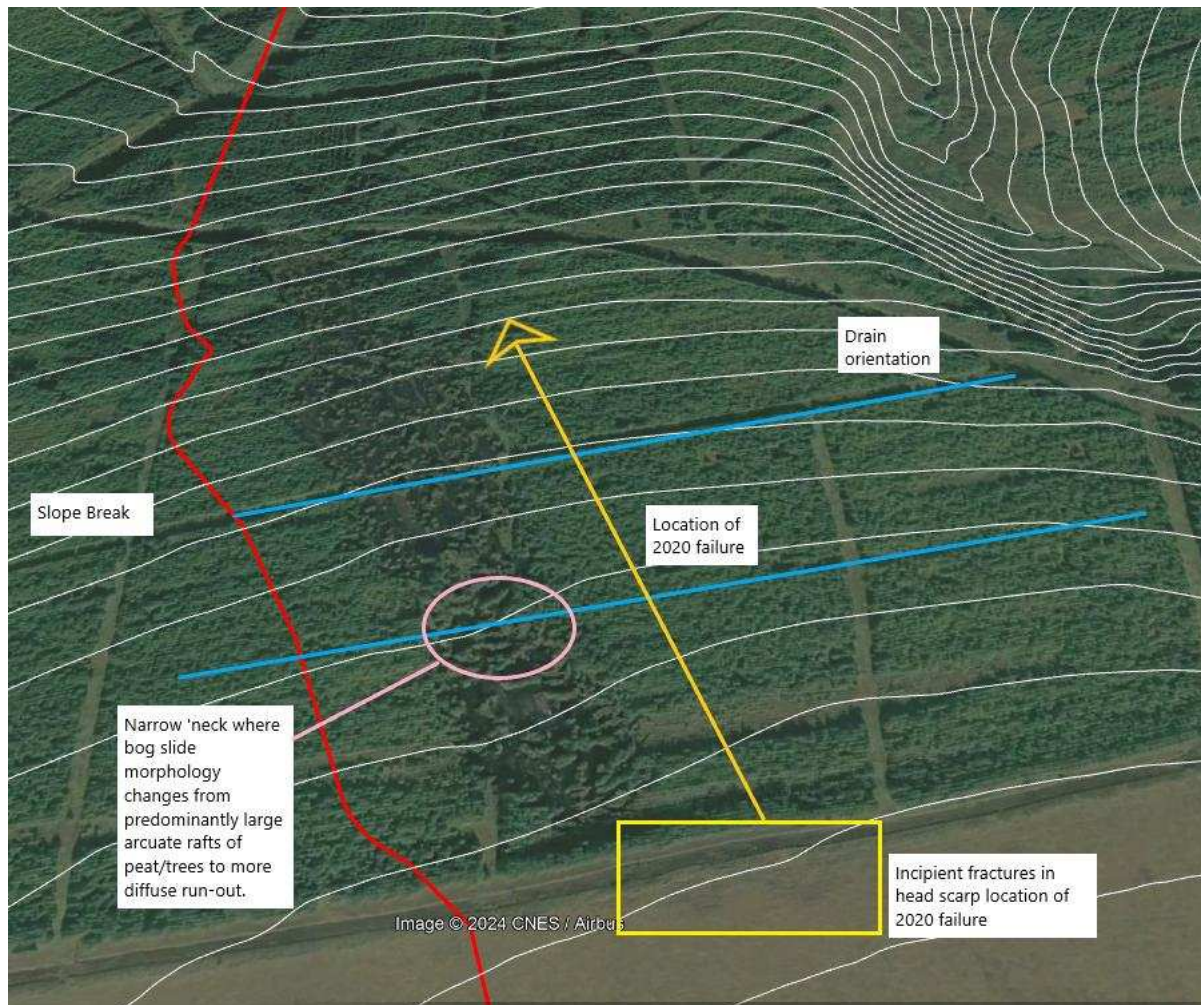 Drain
orientation
Slope Break
Location of
2020 failure
Narrow 'neck where
bog slide
morphology
changes from
predominantly large
arcuate rafts of
peat/trees to more
diffuse run-out.
Incipient fractures in
head scarp location of
2020 failure
Image © 2024 CNES / Airbus